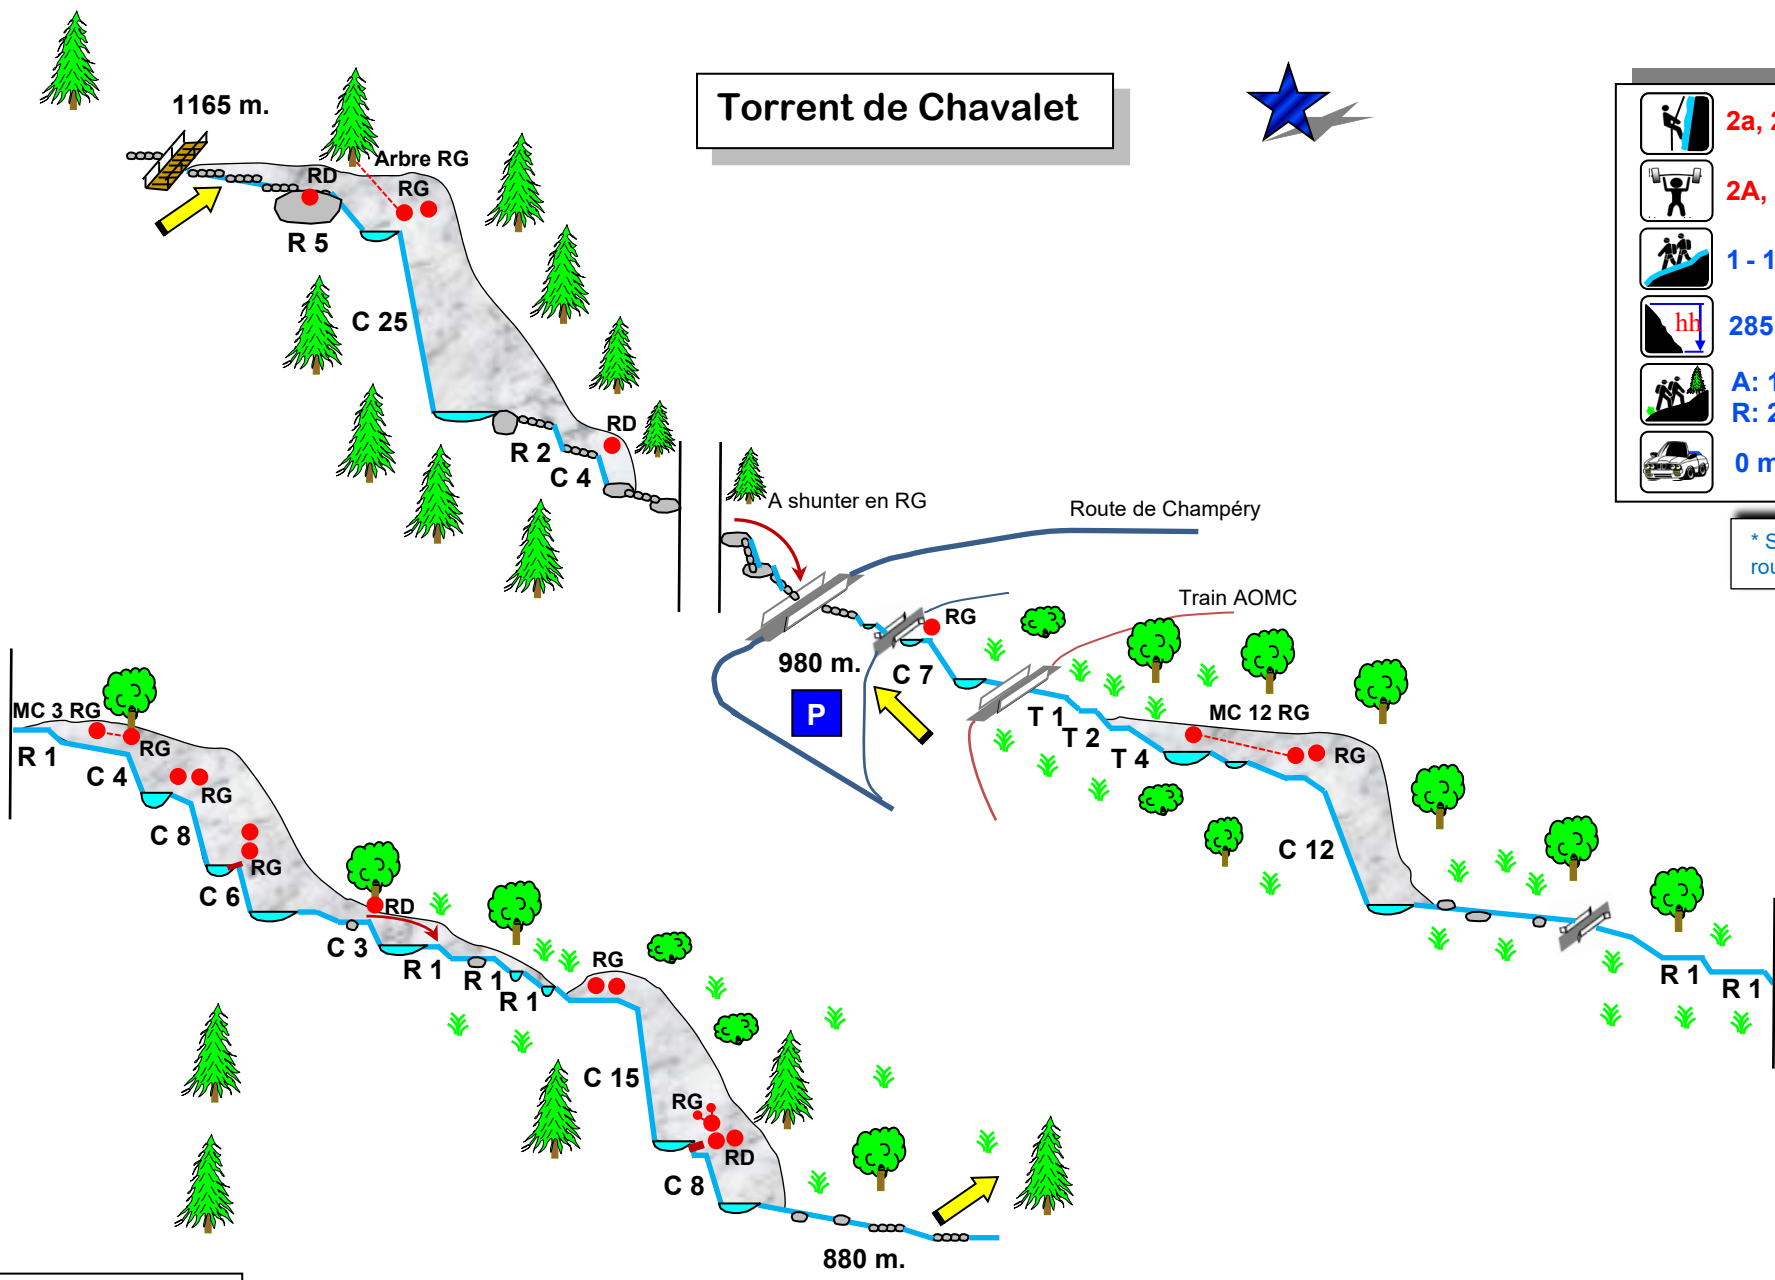 Torrent de Chavalet
1165 m.
Arbre RG
RD
RG
R 5
C 25
RD
R 2
C 4
2a, 2
2A,
1 - 1
hh
285
A: 1
R: 2
0 m
* S
rou
A shunter en RG
Route de Champéry
Train AOMC
RG
980 m.
C 7
P
T 1
T 2
T 4
MC 12 RG
RG
C 12
R 1
R 1
MC 3 RG
R 1
RG
C 4
RG
C 8
RG
C 6
RD
C 3
R 1
R 1
R 1
RG
C 15
RG
RD
C 8
880 m.